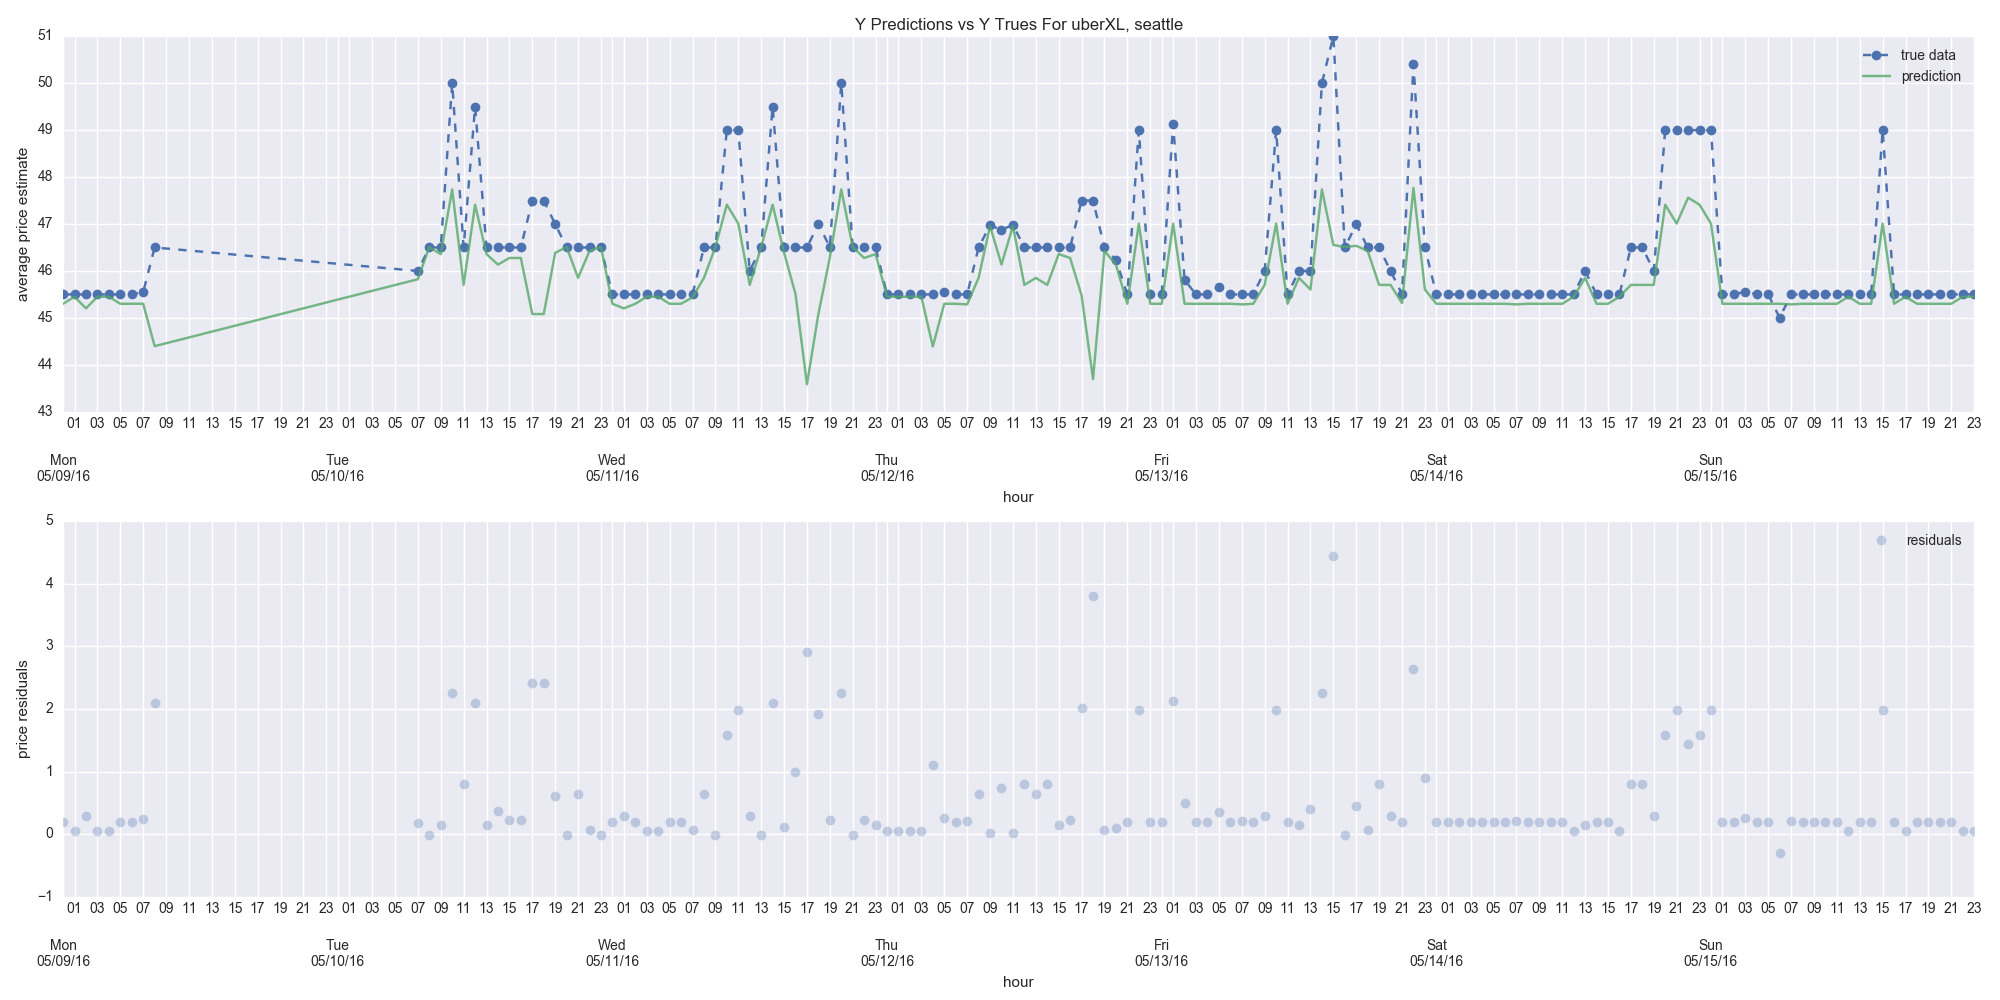 Y Predictions vs Y Trues For uberXL, seattle
51
50
49
48
47
46
45
44
43
average price estimate
true data
prediction
01 03 05 07 09 11 13 15 17 19 21 23 01 03 05 07 09 11 13 15 17 19 21 23 01 03 05 07 09 11 13 15 17 19 21 23 01 03 05 07 09 11 13 15 17 19 21 23 01 03 05 07 09 11 13 15 17 19 21 23 01 03 05 07 09 11 13 15 17 19 21 23 01 03 05 07 09 11 13 15 17 19 21 23
Mon Tue Wed Thu Fri Sat Sun
05/09/16 05/10/16 05/11/16 05/12/16 05/13/16 05/14/16 05/15/16
hour
5
4
3
2
1
0
−1
price residuals
residuals
01 03 05 07 09 11 13 15 17 19 21 23 01 03 05 07 09 11 13 15 17 19 21 23 01 03 05 07 09 11 13 15 17 19 21 23 01 03 05 07 09 11 13 15 17 19 21 23 01 03 05 07 09 11 13 15 17 19 21 23 01 03 05 07 09 11 13 15 17 19 21 23 01 03 05 07 09 11 13 15 17 19 21 23
Mon Tue Wed Thu Fri Sat Sun
05/09/16 05/10/16 05/11/16 05/12/16 05/13/16 05/14/16 05/15/16
hour